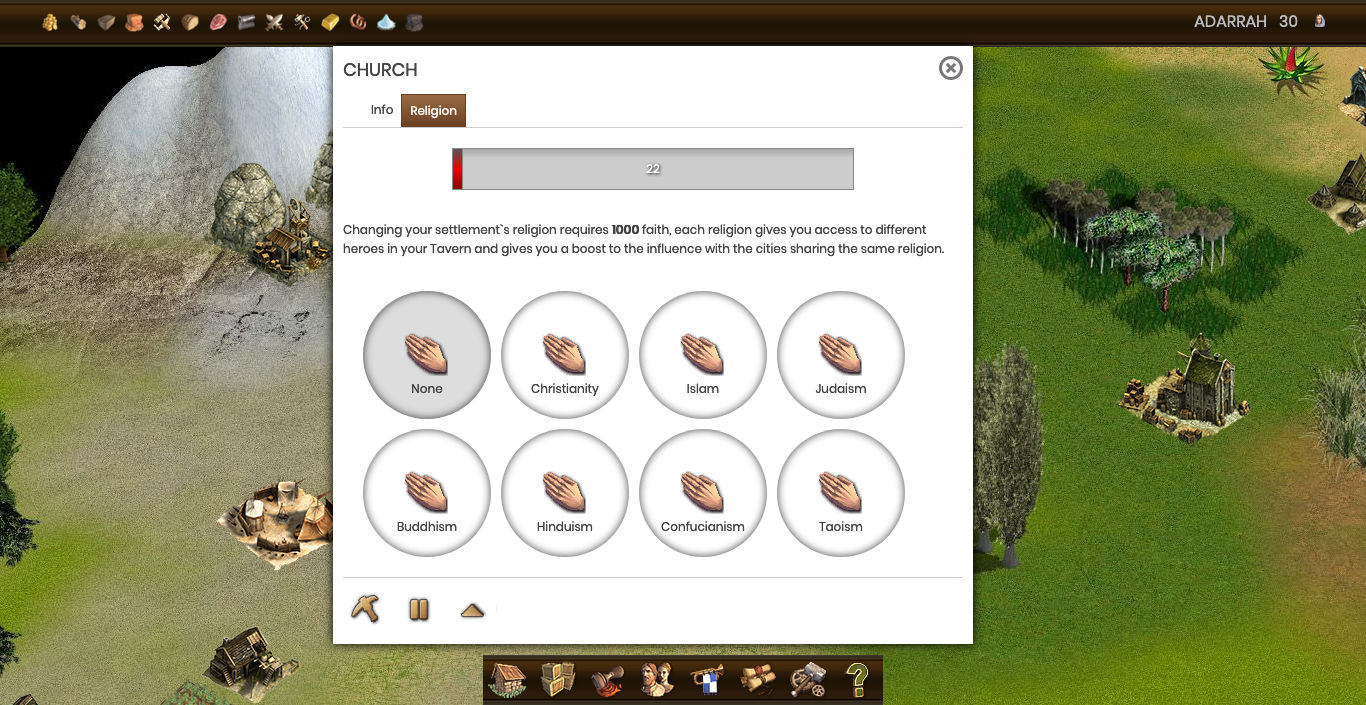 ADARRAH 30
CHURCH
Info Religion
22
Changing your settlement`s religion requires 1000 faith, each religion gives you access to different
heroes in your Tavern and gives you a boost to the influence with the cities sharing the same religion.
None Christianity Islam Judaism
Buddhism Hinduism Confucianism Taoism